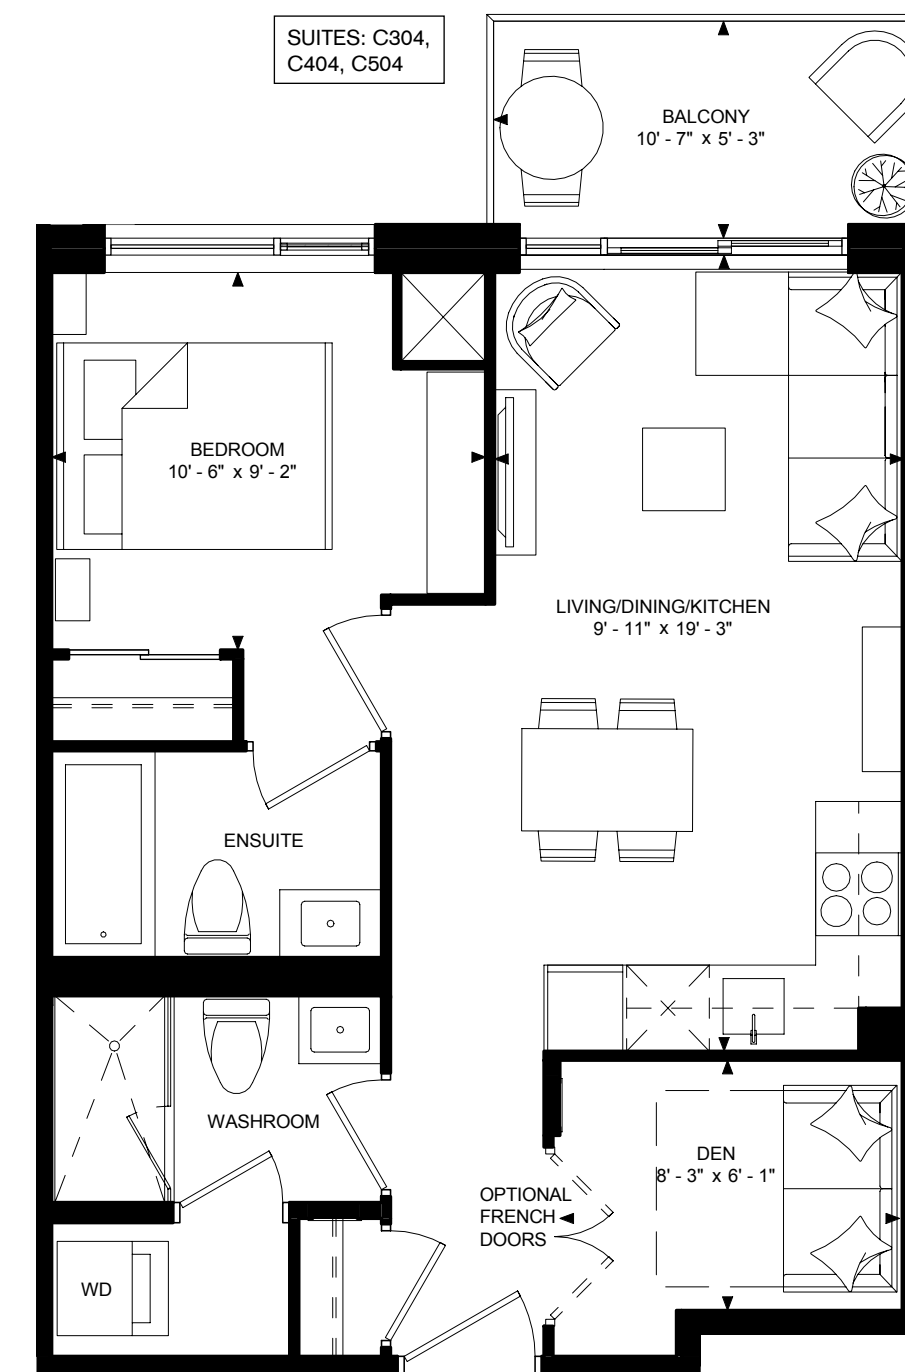 SUITES: C304,
C404, C504
BALCONY
10' - 7" x 5' - 3"
BEDROOM
10' - 6" x 9' - 2"
LIVING/DINING/KITCHEN
9' - 11" x 19' - 3"
ENSUITE
WASHROOM
DEN
8' - 3" x 6' - 1"
OPTIONAL
FRENCH
DOORS
WD